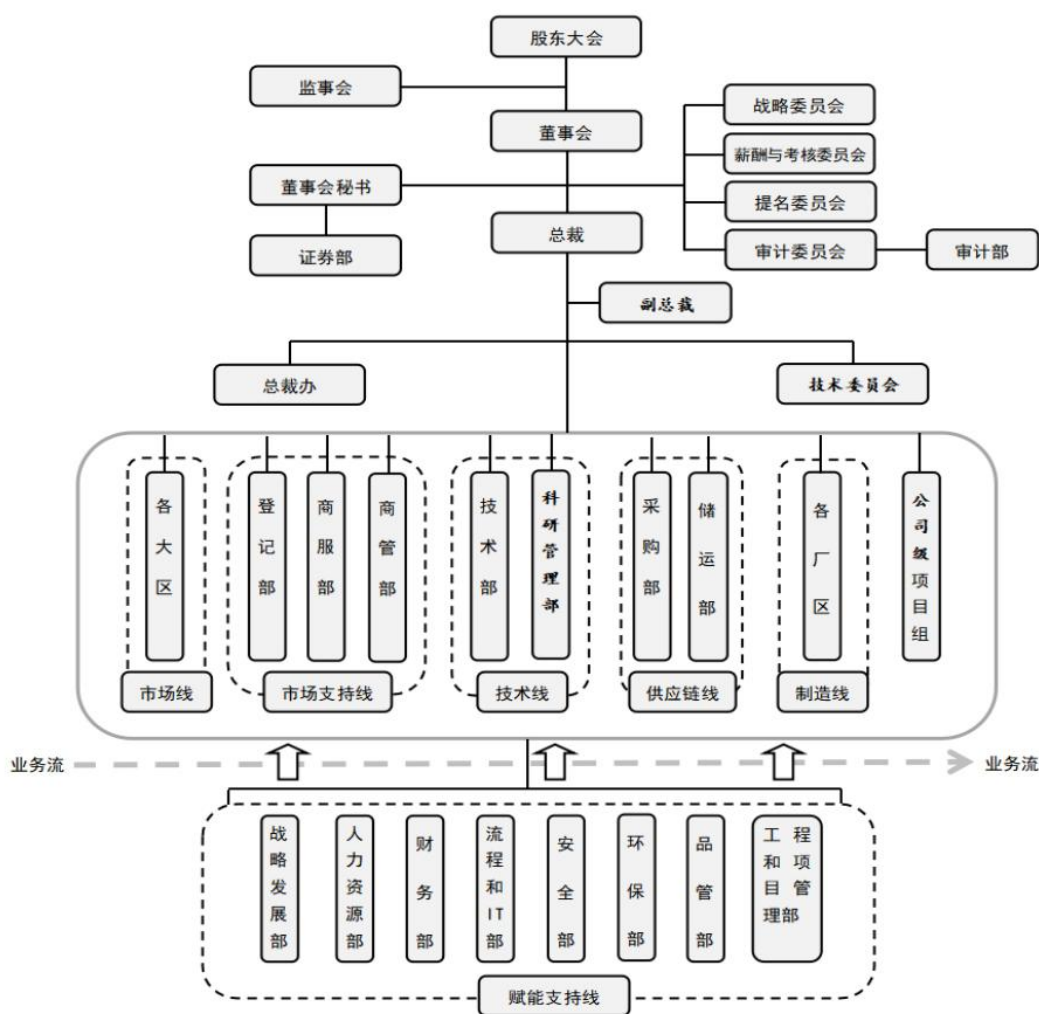 股东大会
监事会
战略委员会
董事会
薪酬与考核委员会
董事会秘书
提名委员会
总裁
证券部
审计委员会
审计部
副总裁
总裁办
技术委员会
各大区
登记部
商服部
商管部
技术部
科研管理部
采购部
储运部
各厂区
公司级项目组
市场线
市场支持线
技术线
供应链线
制造线
业务流
业务流
战略发展部
人力资源部
财务部
流程和IT部
安全部
环保部
品管部
工程
和项
目管
理部
赋能支持线